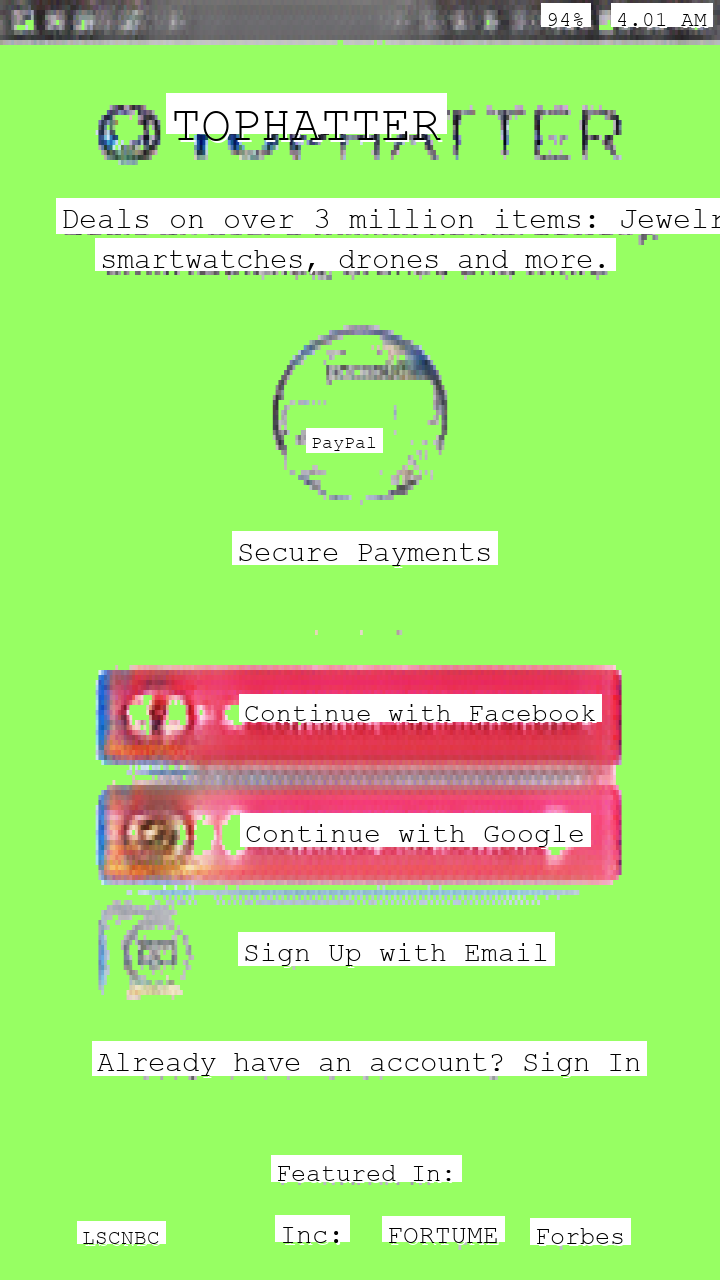 94% 4.01 AM
TOPHATTER
Deals on over 3 million items: Jewelr
smartwatches, drones and more.
PayPal
Secure Payments
Continue with Facebook
Continue with Google
Sign Up with Email
Already have an account? Sign In
Featured In:
LSCNBC Inc: FORTUME Forbes